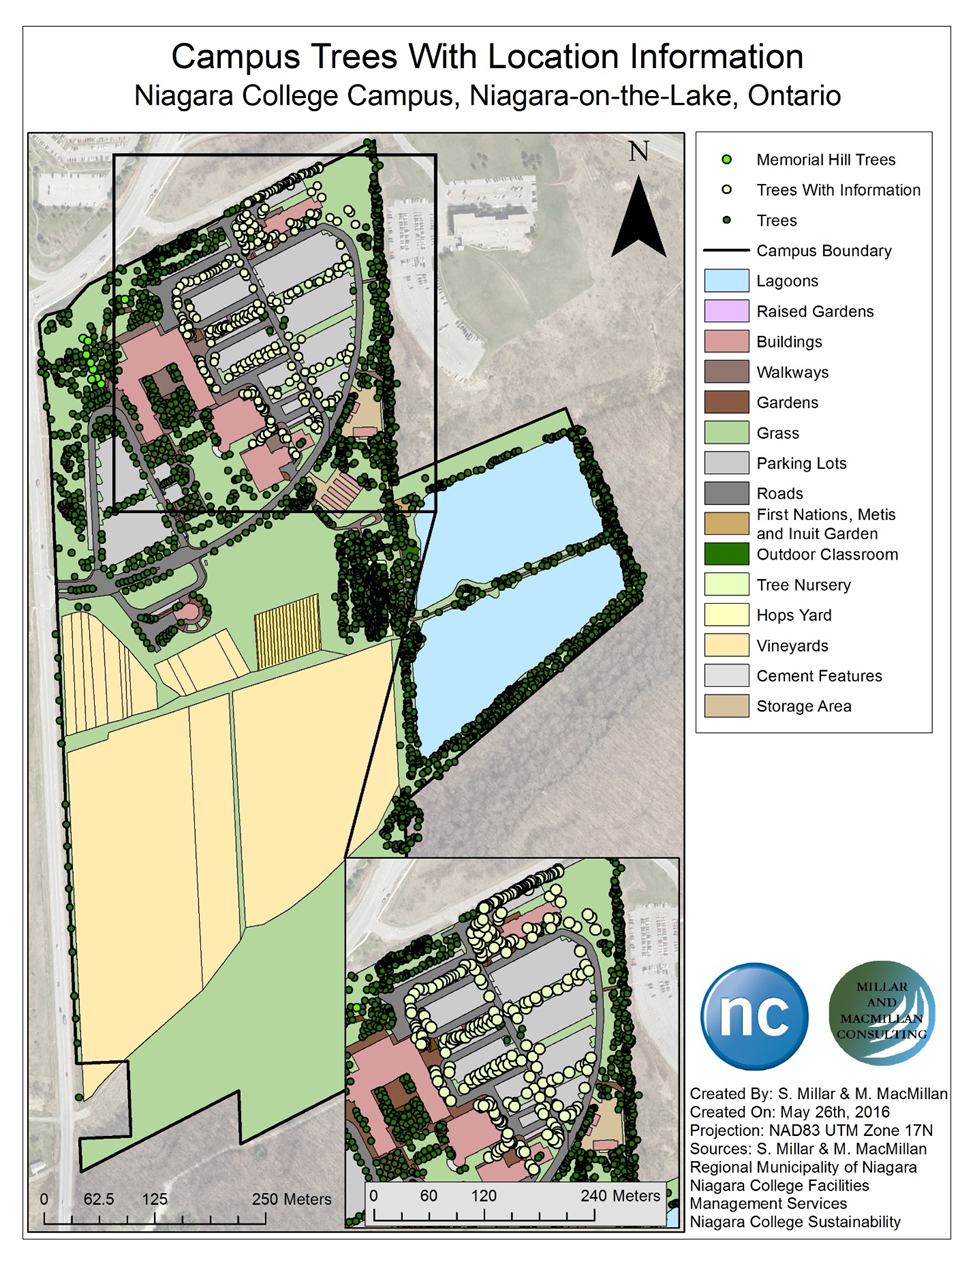 Campus Trees With Location Information
Niagara College Campus, Niagara-on-the-Lake, Ontario
N
Memorial Hill Trees
Trees With Information
Trees
Campus Boundary
Lagoons
Raised Gardens
Buildings
Walkways
Gardens
Grass
Parking Lots
Roads
First Nations, Metis
and Inuit Garden
Outdoor Classroom
Tree Nursery
Hops Yard
Vineyards
Cement Features
Storage Area
nc
MILLAR
AND
MACMILLAN
CONSULTING
Created By: S. Millar & M. MacMillan
Created On: May 26th, 2016
Projection: NAD83 UTM Zone 17N
Sources: S. Millar & M. MacMillan
Regional Municipality of Niagara
Niagara College Facilities
Management Services
Niagara College Sustainability
0 62.5 125 250 Meters
0 60 120 240 Meters